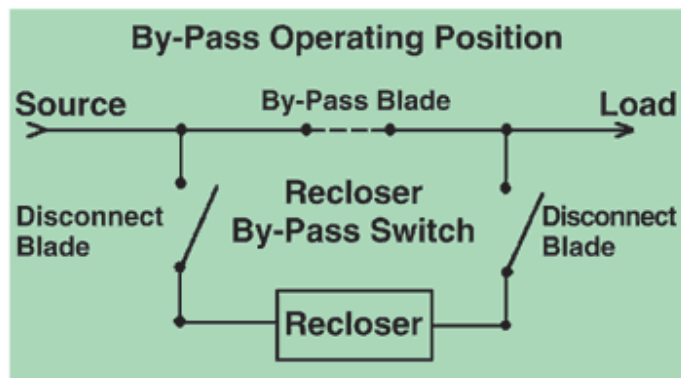 By-Pass Operating Position
Source
By-Pass Blade
Load
Disconnect
Blade
Recloser
By-Pass Switch
Disconnect
Blade
Recloser